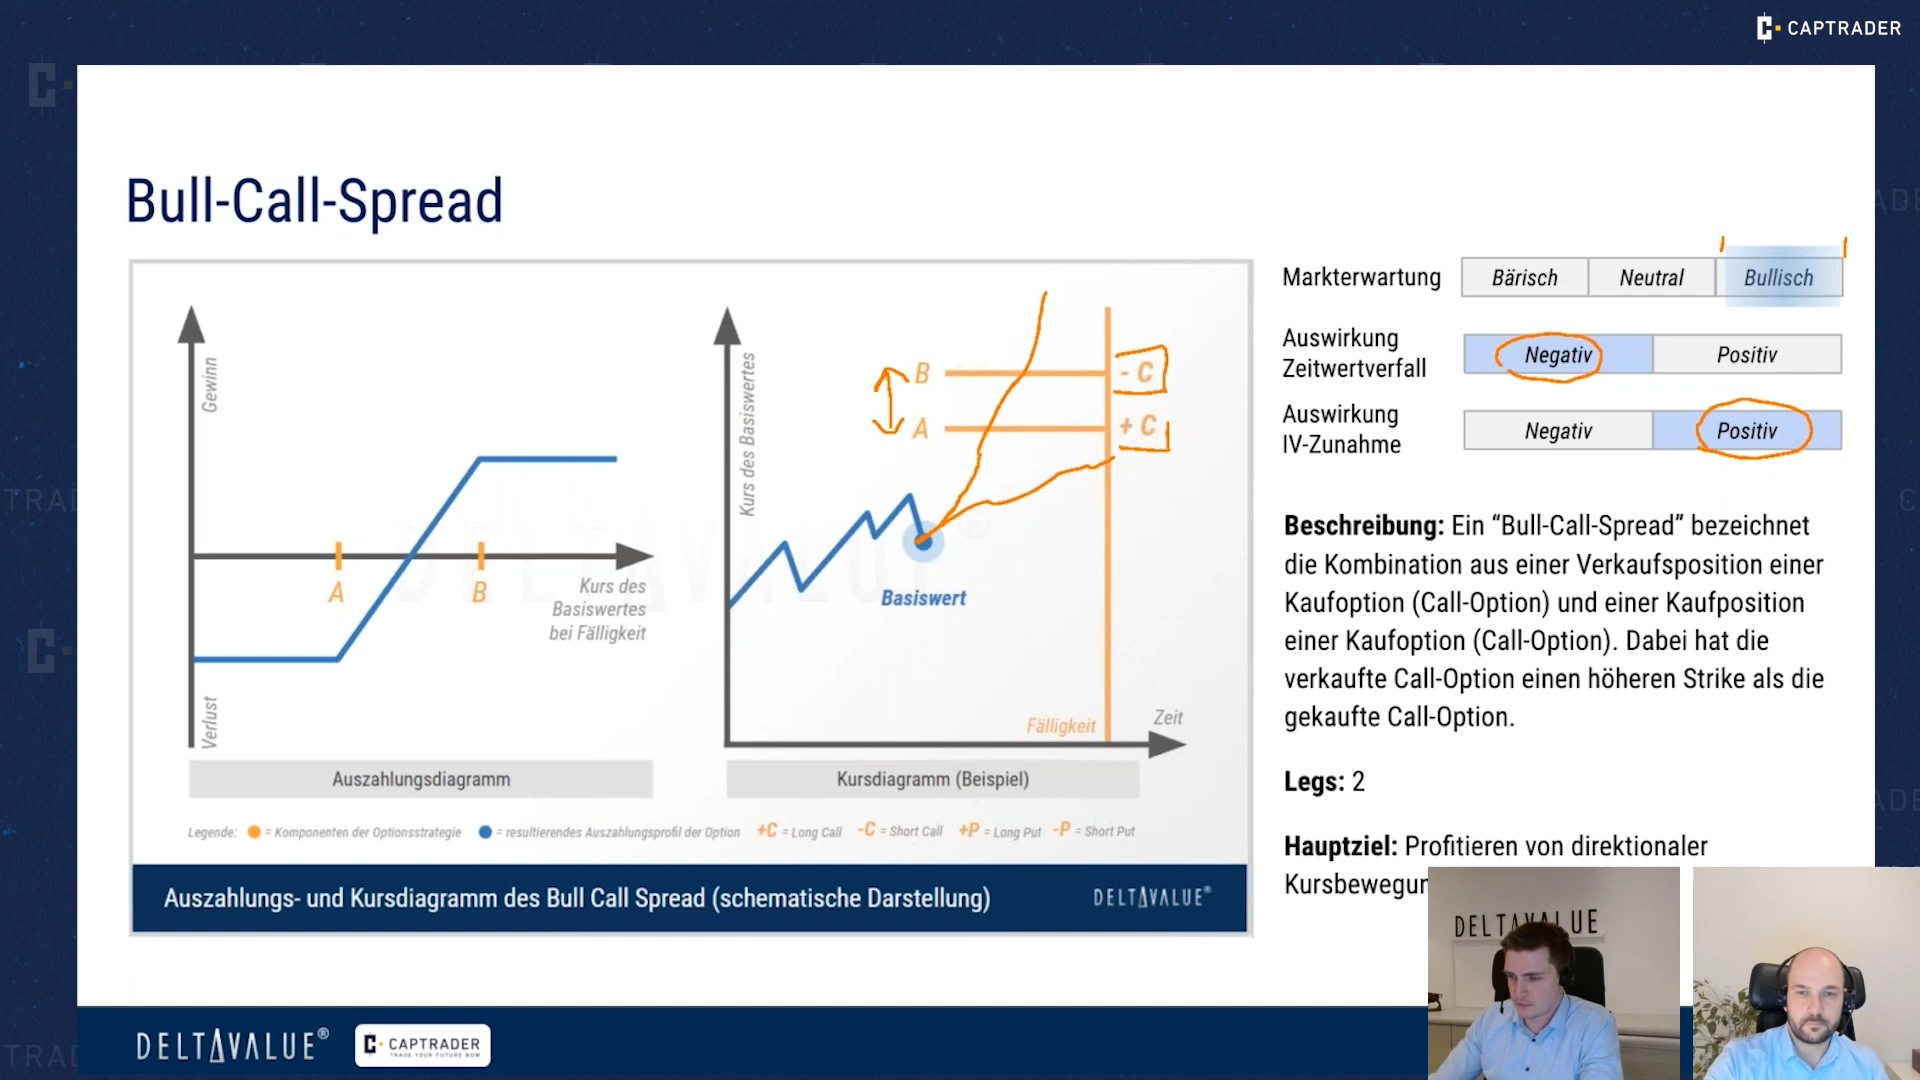 CAPTRADER
Bull-Call-Spread
Gewinn
Verlust
A
B
Kurs des
Basiswertes
bei Fälligkeit
Auszahlungsdiagramm
Kurs des Basiswertes
B
- C
A
+ C
Basiswert
Fälligkeit
Zeit
Kursdiagramm (Beispiel)
Legende: = Komponenten der Optionsstrategie = resultierendes Auszahlungsprofil der Option +C = Long Call -C = Short Call +P = Long Put -P = Short Put
Auszahlungs- und Kursdiagramm des Bull Call Spread (schematische Darstellung)
DELTAVALUE®
Markterwartung
Bärisch Neutral Bullisch
Auswirkung
Zeitwertverfall
Negativ Positiv
Auswirkung
IV-Zunahme
Negativ Positiv
Beschreibung: Ein “Bull-Call-Spread” bezeichnet
die Kombination aus einer Verkaufsposition einer
Kaufoption (Call-Option) und einer Kaufposition
einer Kaufoption (Call-Option). Dabei hat die
verkaufte Call-Option einen höheren Strike als die
gekaufte Call-Option.
Legs: 2
Hauptziel: Profitieren von direktionaler
DELTAVALUE
DELTAVALUE®
CAPTRADER
TRADE YOUR FUTURE NOW